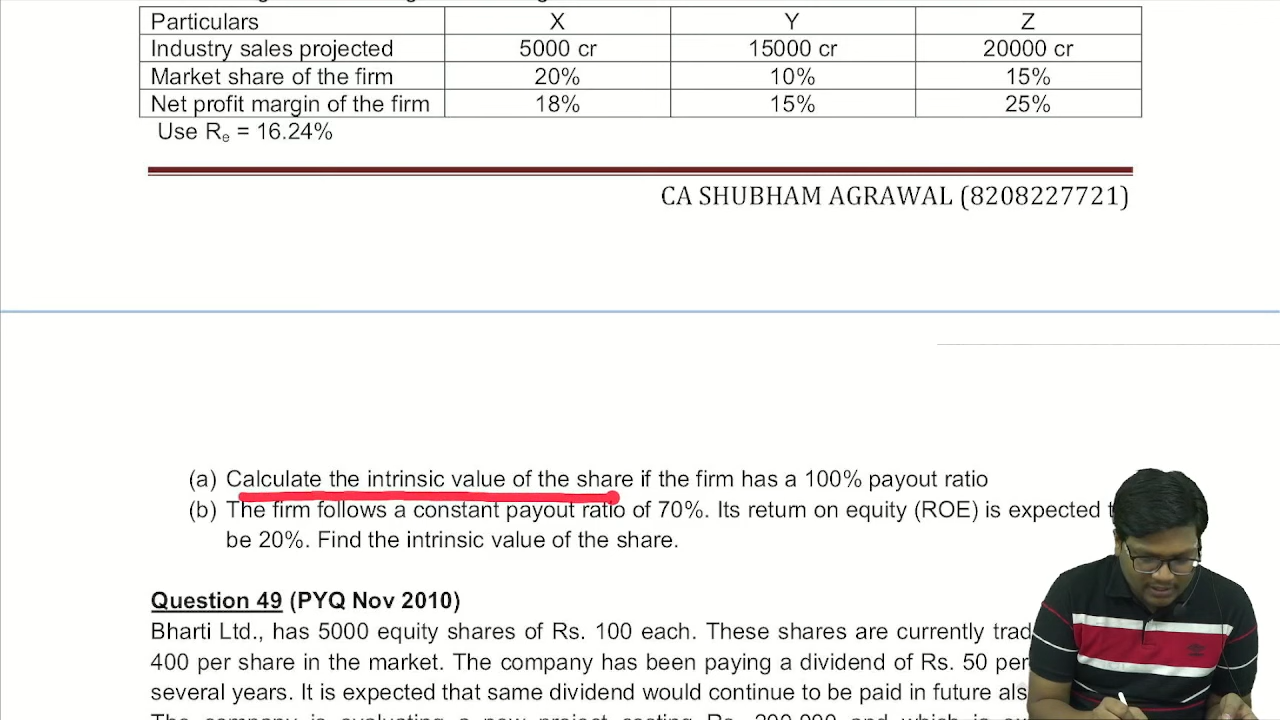 Particulars X Y Z
Industry sales projected 5000 cr 15000 cr 20000 cr
Market share of the firm 20% 10% 15%
Net profit margin of the firm 18% 15% 25%
Use Re = 16.24%
CA SHUBHAM AGRAWAL (8208227721)
(a) Calculate the intrinsic value of the share if the firm has a 100% payout ratio
(b) The firm follows a constant payout ratio of 70%. Its return on equity (ROE) is expected
be 20%. Find the intrinsic value of the share.
Question 49 (PYQ Nov 2010)
Bharti Ltd., has 5000 equity shares of Rs. 100 each. These shares are currently trad
400 per share in the market. The company has been paying a dividend of Rs. 50 per
several years. It is expected that same dividend would continue to be paid in future als